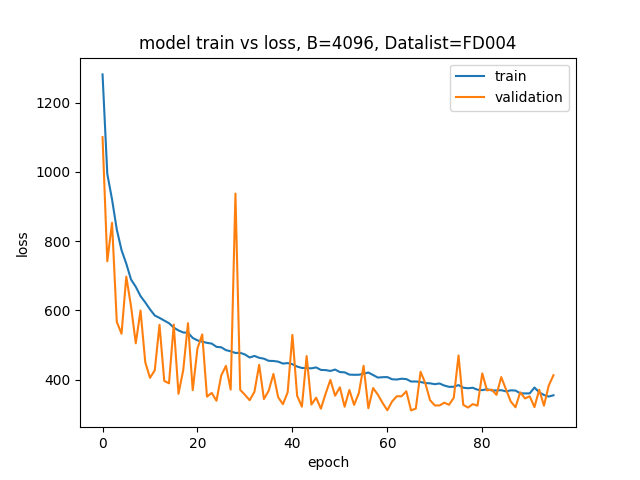 model train vs loss, B=4096, Datalist=FD004
train
validation
1200
1000
800
600
400
loss
0 20 40 60 80
epoch